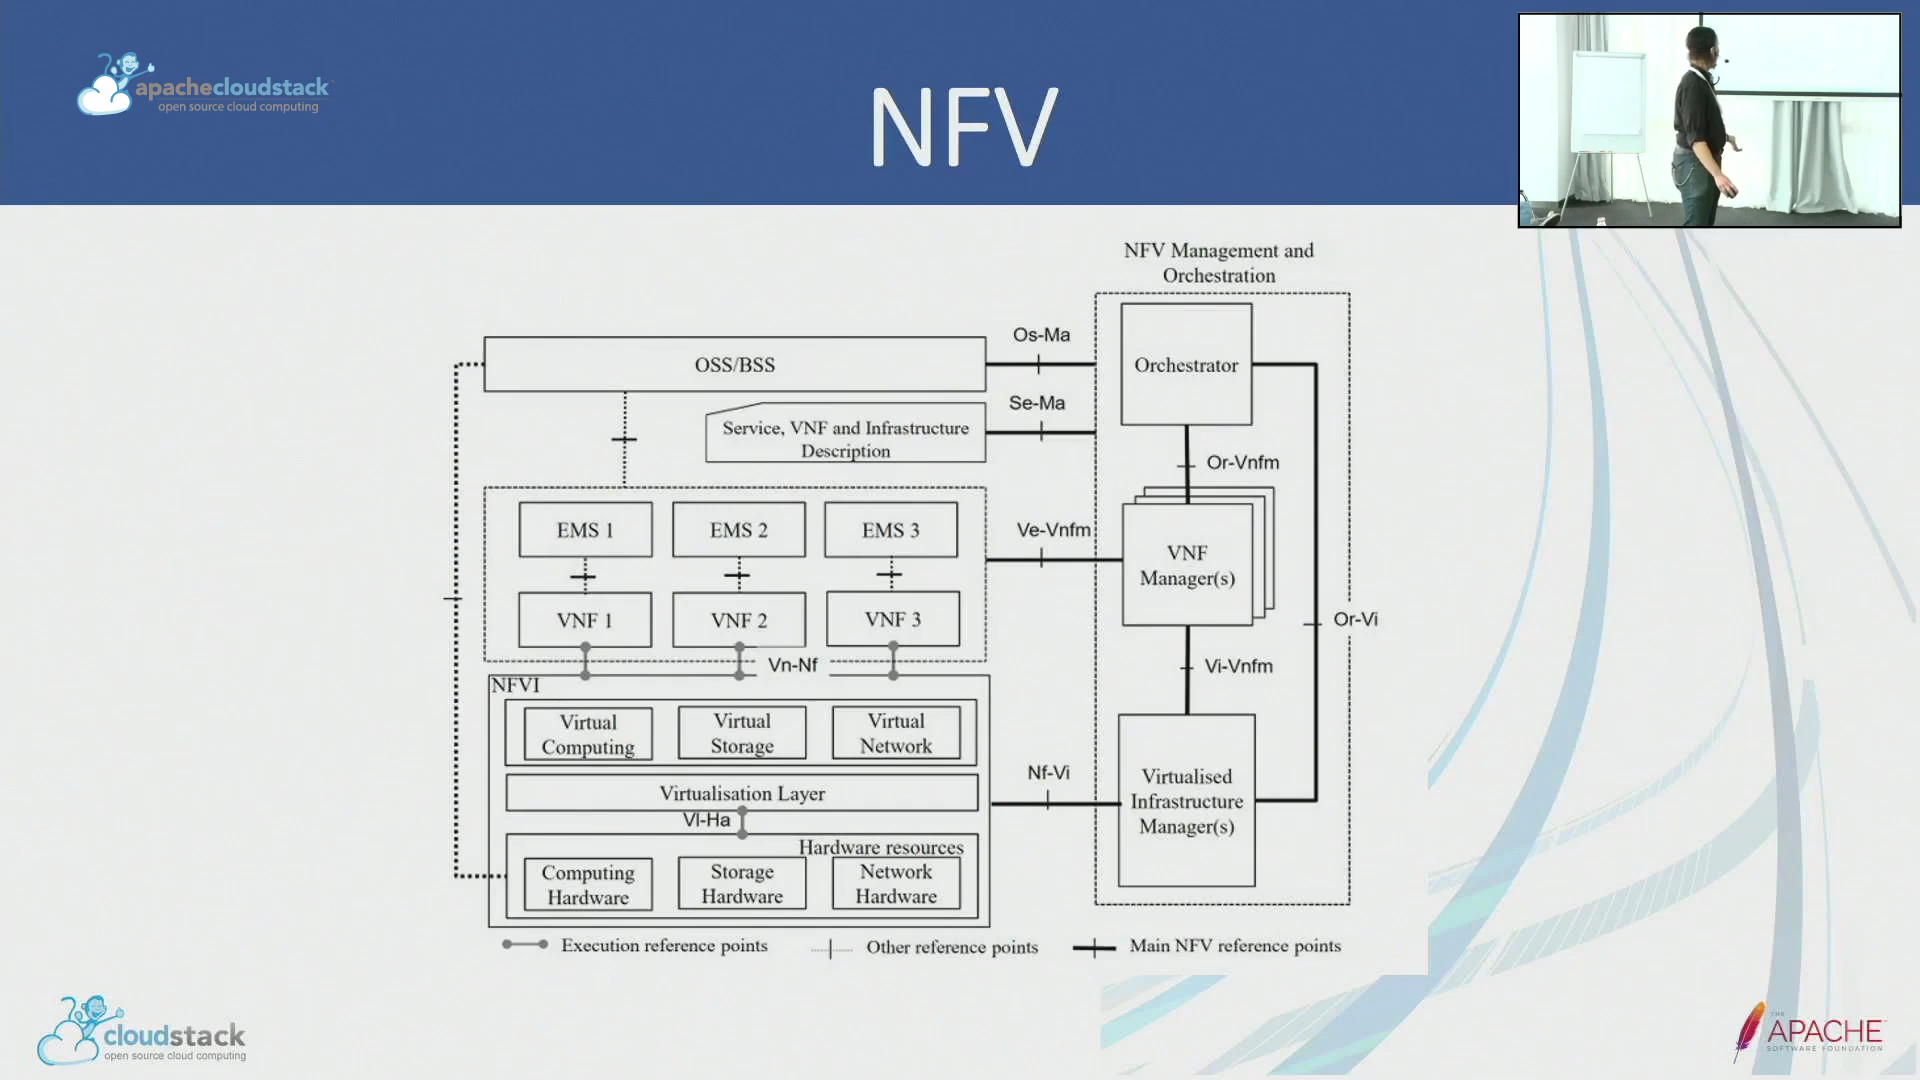 apachecloudstack
open source cloud computing
NFV
NFV Management and
Orchestration
Os-Ma
OSS/BSS
Orchestrator
Se-Ma
Service, VNF and Infrastructure
Description
Or-Vnfm
EMS 1
EMS 2
EMS 3
Ve-Vnfm
VNF
Manager(s)
VNF 1
VNF 2
VNF 3
Or-Vi
Vn-Nf
Vi-Vnfm
NFVI
Virtual
Computing
Virtual
Storage
Virtual
Network
Nf-Vi
Virtualised
Infrastructure
Manager(s)
Virtualisation Layer
Vl-Ha
Hardware resources
Computing
Hardware
Storage
Hardware
Network
Hardware
Execution reference points
Other reference points
Main NFV reference points
cloudstack
open source cloud computing
THE
APACHE
SOFTWARE FOUNDATION